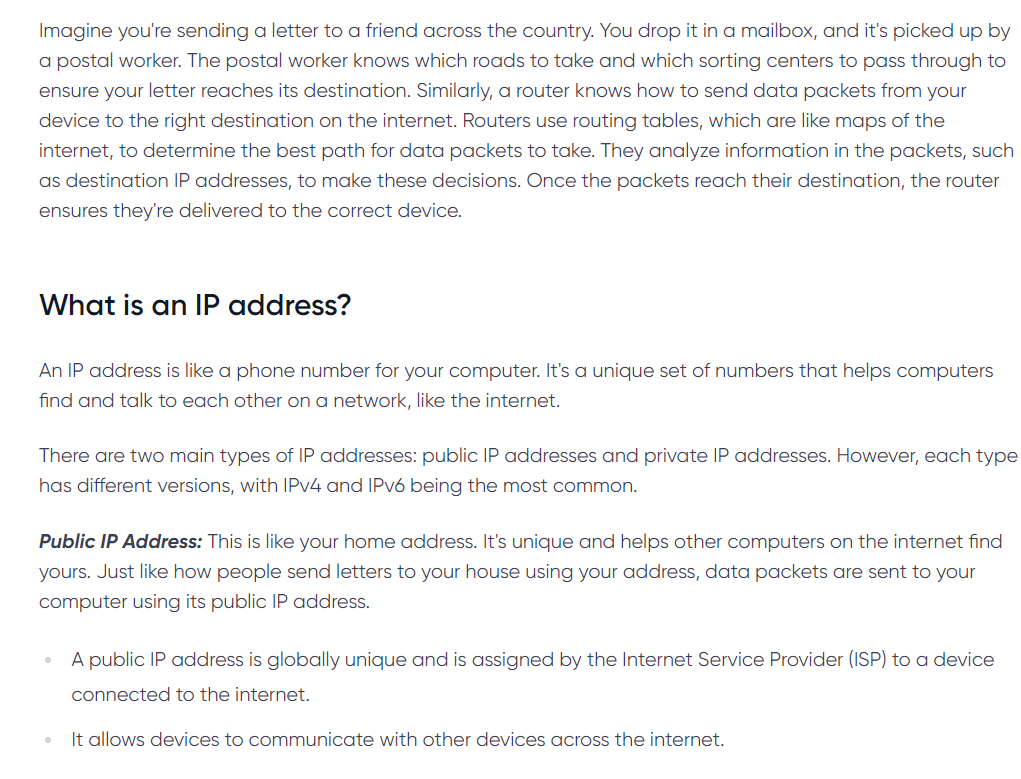 Imagine you're sending a letter to a friend across the country. You drop it in a mailbox, and it's picked up by
a postal worker. The postal worker knows which roads to take and which sorting centers to pass through to
ensure your letter reaches its destination. Similarly, a router knows how to send data packets from your
device to the right destination on the internet. Routers use routing tables, which are like maps of the
internet, to determine the best path for data packets to take. They analyze information in the packets, such
as destination IP addresses, to make these decisions. Once the packets reach their destination, the router
ensures they're delivered to the correct device.
What is an IP address?
An IP address is like a phone number for your computer. It's a unique set of numbers that helps computers
find and talk to each other on a network, like the internet.
There are two main types of IP addresses: public IP addresses and private IP addresses. However, each type
has different versions, with IPv4 and IPv6 being the most common.
Public IP Address: This is like your home address. It's unique and helps other computers on the internet find
yours. Just like how people send letters to your house using your address, data packets are sent to your
computer using its public IP address.
• A public IP address is globally unique and is assigned by the Internet Service Provider (ISP) to a device
connected to the internet.
• It allows devices to communicate with other devices across the internet.